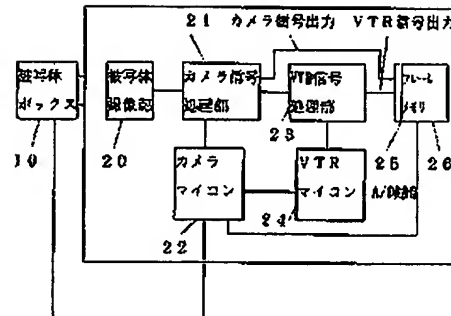 21 カメラ信号出力 VTR信号出力
被写体
ボックス
19
被写体
撮像部
20
カメラ信号
処理部
VTR信号
処理部
23
フレーム
メモリ
25 26
カメラ
マイコン
22
VTR
マイコン
24
A/D変換